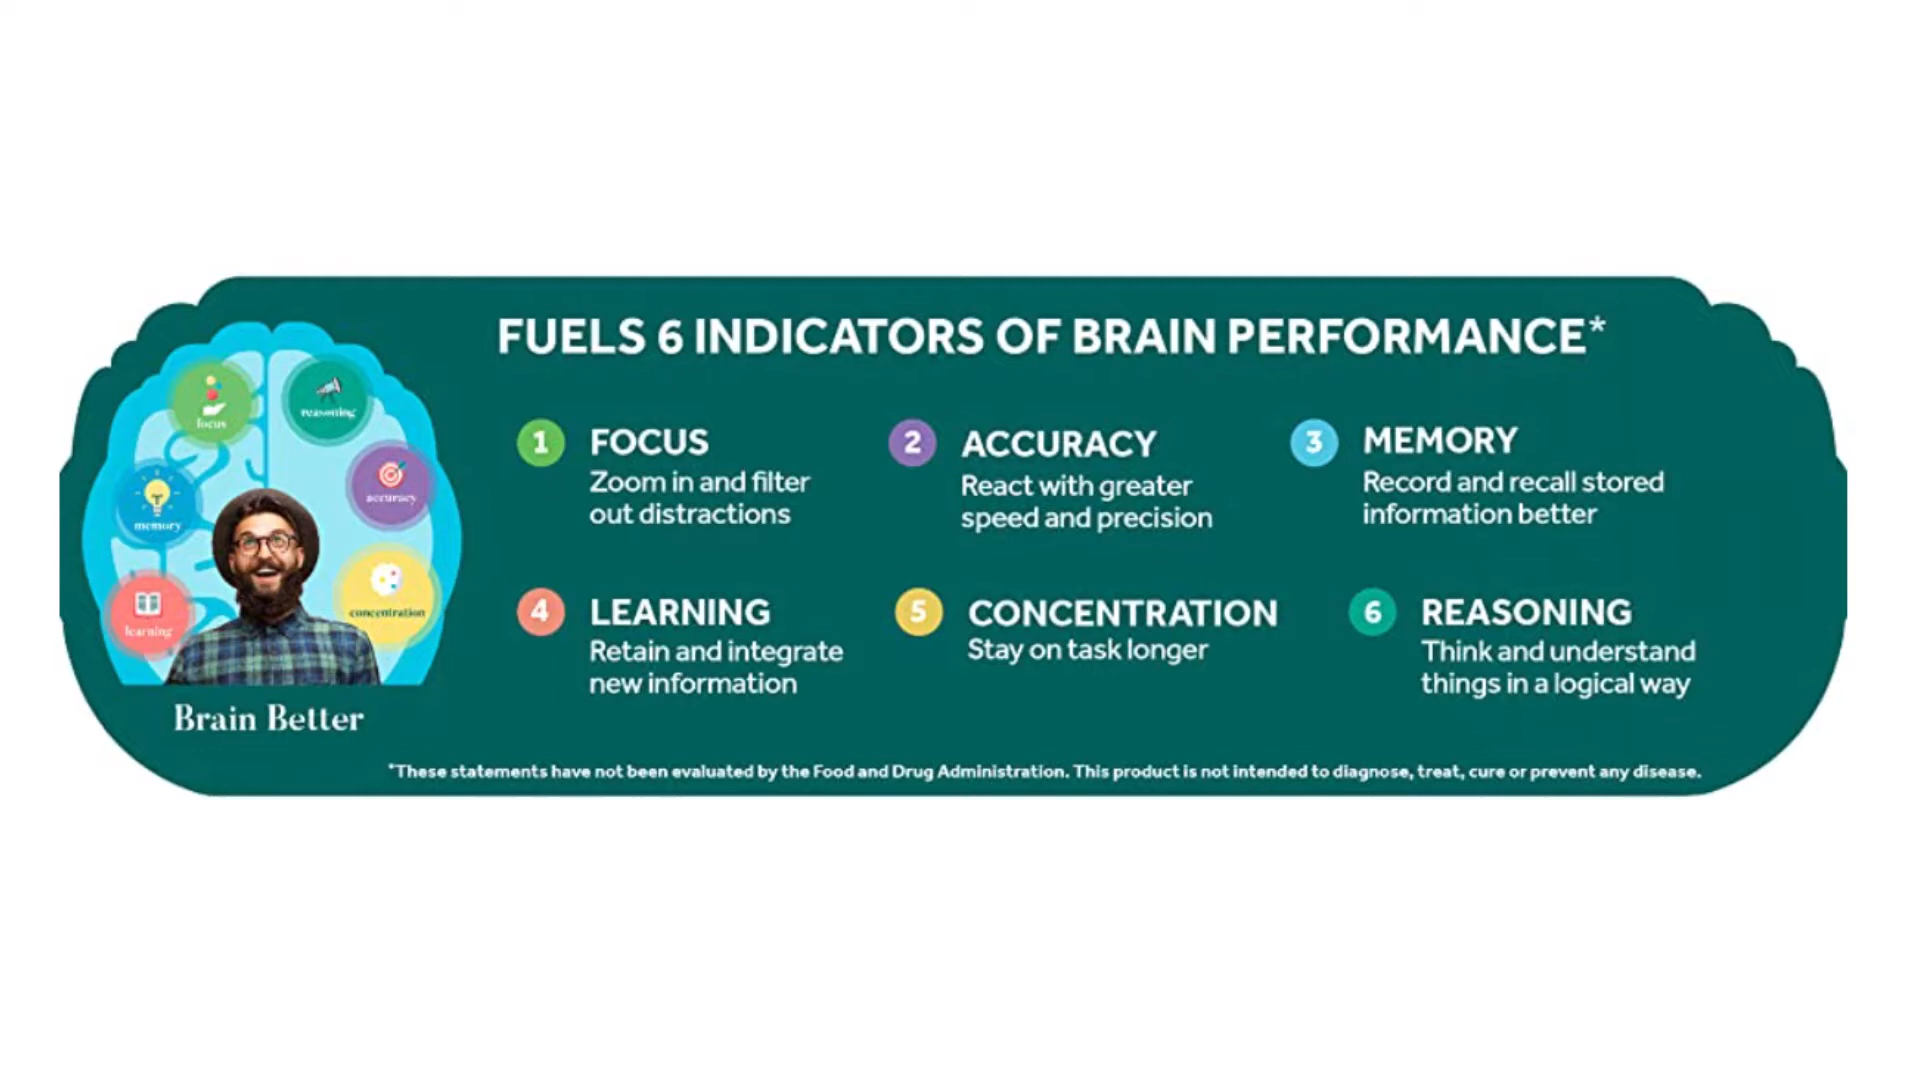 FUELS 6 INDICATORS OF BRAIN PERFORMANCE*
focus
reasoning
memory
accuracy
learning
concentration
Brain Better
1 FOCUS
Zoom in and filter
out distractions
2 ACCURACY
React with greater
speed and precision
3 MEMORY
Record and recall stored
information better
4 LEARNING
Retain and integrate
new information
5 CONCENTRATION
Stay on task longer
6 REASONING
Think and understand
things in a logical way
*These statements have not been evaluated by the Food and Drug Administration. This product is not intended to diagnose, treat, cure or prevent any disease.